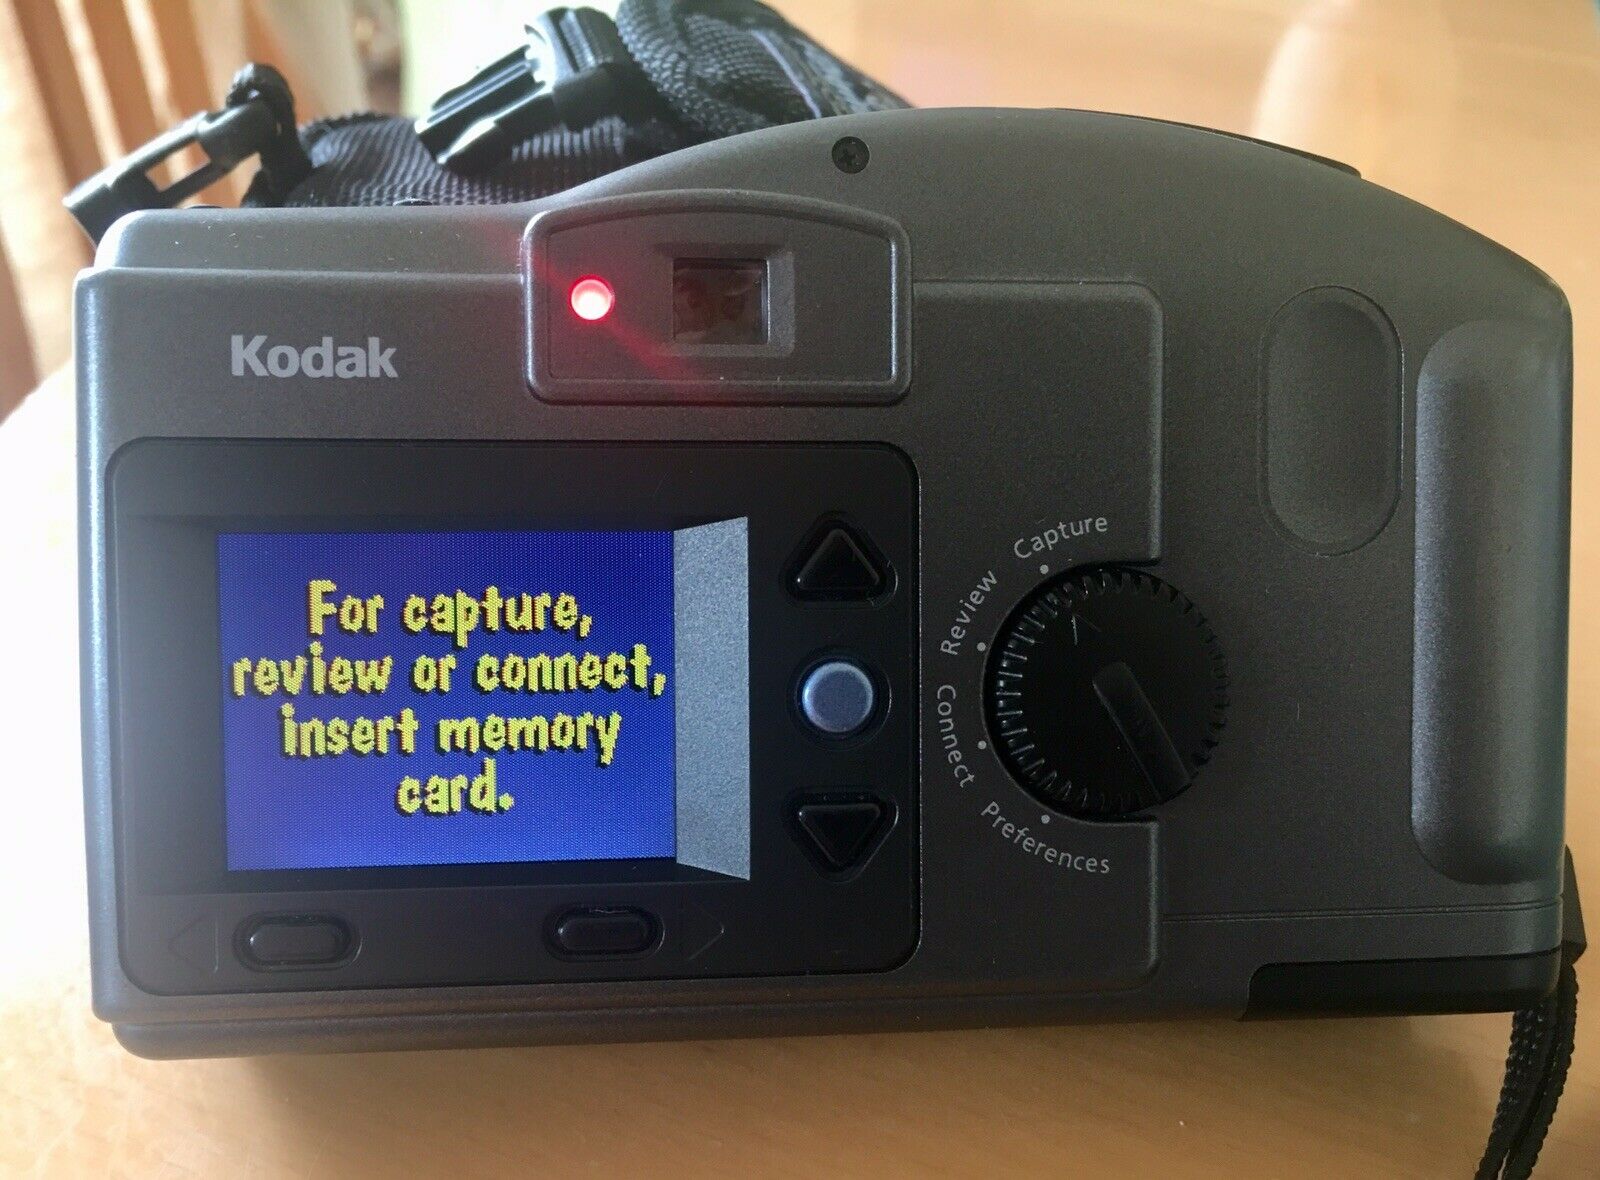 Kodak
For capture,
review or connect,
insert memory
card.
Capture
Review
Connect
Preferences